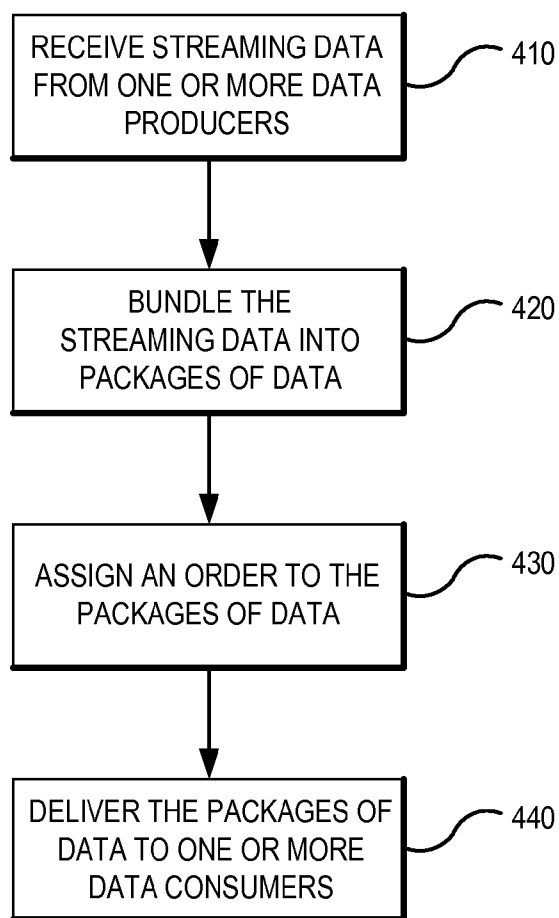 RECEIVE STREAMING DATA
FROM ONE OR MORE DATA
PRODUCERS
410
BUNDLE THE
STREAMING DATA INTO
PACKAGES OF DATA
420
ASSIGN AN ORDER TO THE
PACKAGES OF DATA
430
DELIVER THE PACKAGES OF
DATA TO ONE OR MORE
DATA CONSUMERS
440